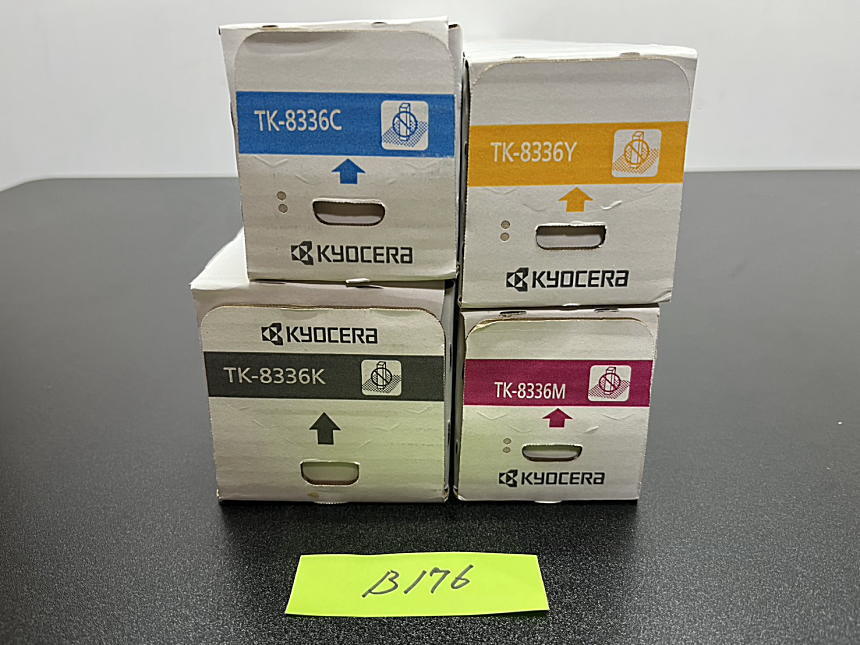 TK-8336C
KYOCERA
TK-8336Y
KYOCERA
KYOCERA
TK-8336K
TK-8336M
KYOCERA
B176